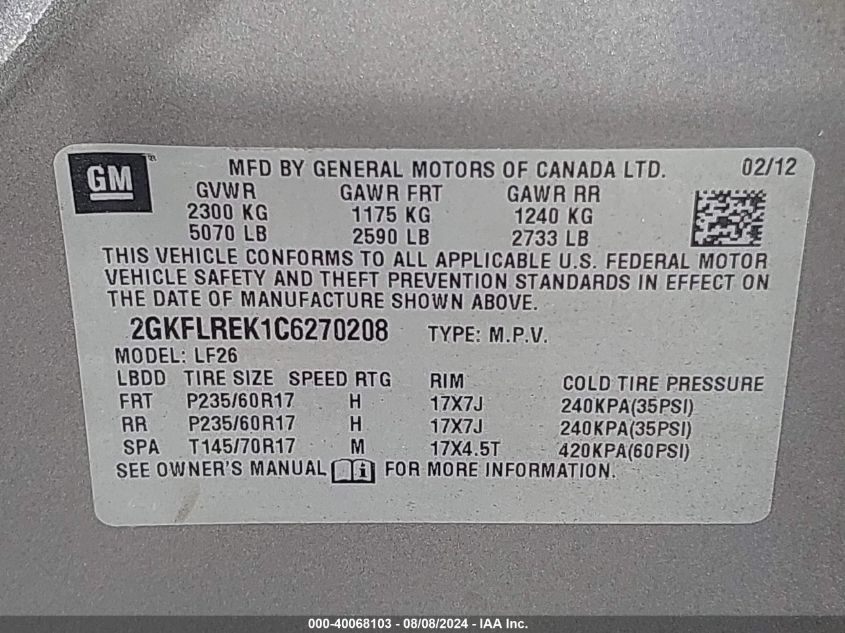 GM
MFD BY GENERAL MOTORS OF CANADA LTD. 02/12
GVWR GAWR FRT GAWR RR
2300 KG 1175 KG 1240 KG
5070 LB 2590 LB 2733 LB
THIS VEHICLE CONFORMS TO ALL APPLICABLE U.S. FEDERAL MOTOR
VEHICLE SAFETY AND THEFT PREVENTION STANDARDS IN EFFECT ON
THE DATE OF MANUFACTURE SHOWN ABOVE.
2GKFLREK1C6270208 TYPE: M.P.V.
MODEL: LF26
LBDD TIRE SIZE SPEED RTG RIM COLD TIRE PRESSURE
FRT P235/60R17 H 17X7J 240KPA(35PSI)
RR P235/60R17 H 17X7J 240KPA(35PSI)
SPA T145/70R17 M 17X4.5T 420KPA(60PSI)
SEE OWNER'S MANUAL i FOR MORE INFORMATION.
000-40068103 - 08/08/2024 - IAA Inc.